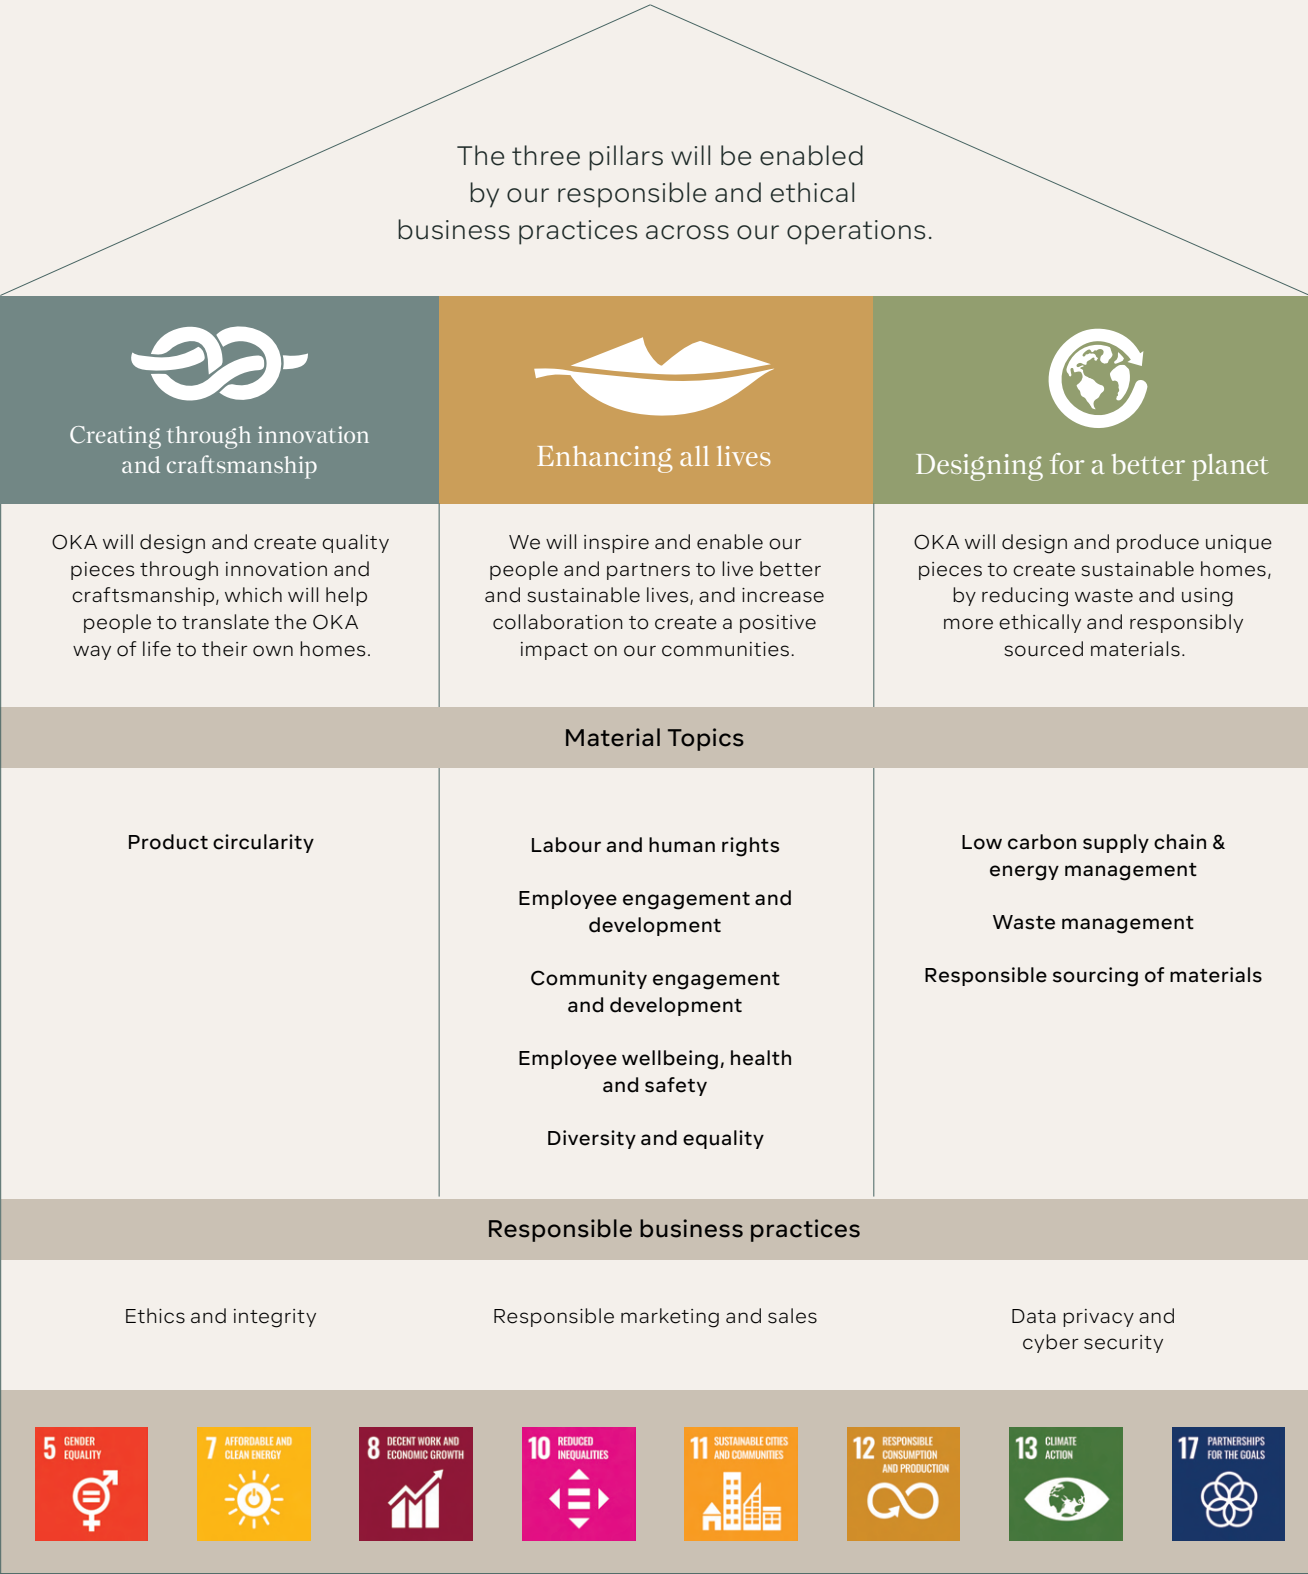 The three pillars will be enabled
by our responsible and ethical
business practices across our operations.
Creating through innovation
and craftsmanship
Enhancing all lives
Designing for a better planet
OKA will design and create quality
pieces through innovation and
craftsmanship, which will help
people to translate the OKA
way of life to their own homes.
We will inspire and enable our
people and partners to live better
and sustainable lives, and increase
collaboration to create a positive
impact on our communities.
OKA will design and produce unique
pieces to create sustainable homes,
by reducing waste and using
more ethically and responsibly
sourced materials.
Material Topics
Product circularity
Labour and human rights
Employee engagement and
development
Community engagement
and development
Employee wellbeing, health
and safety
Diversity and equality
Low carbon supply chain &
energy management
Waste management
Responsible sourcing of materials
Responsible business practices
Ethics and integrity
Responsible marketing and sales
Data privacy and
cyber security
5 GENDER
EQUALITY
7 AFFORDABLE AND
CLEAN ENERGY
8 DECENT WORK AND
ECONOMIC GROWTH
10 REDUCED
INEQUALITIES
11 SUSTAINABLE CITIES
AND COMMUNITIES
12 RESPONSIBLE
CONSUMPTION
AND PRODUCTION
13 CLIMATE
ACTION
17 PARTNERSHIPS
FOR THE GOALS